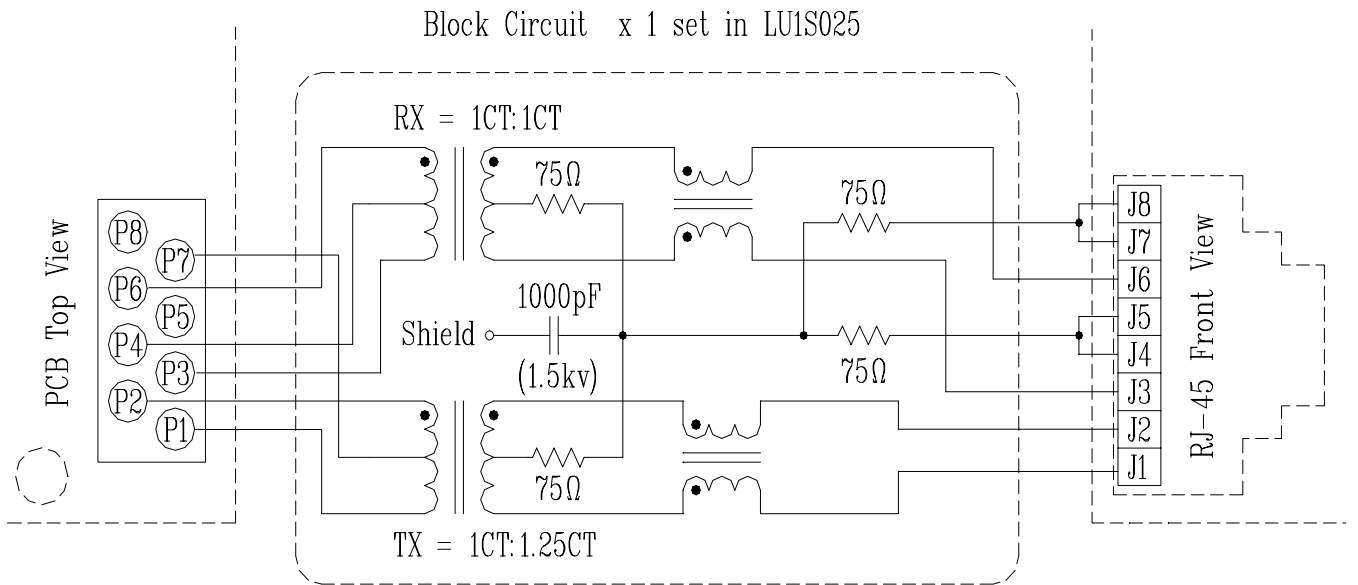 Block Circuit x 1 set in LU1S025
RX = 1CT:1CT
75Ω
75Ω
PCB Top View
P8
P7
P6
P5
P4
P3
P2
P1
1000pF
Shield
(1.5kv)
75Ω
75Ω
TX = 1CT:1.25CT
J8
J7
J6
J5
J4
J3
J2
J1
RJ-45 Front View